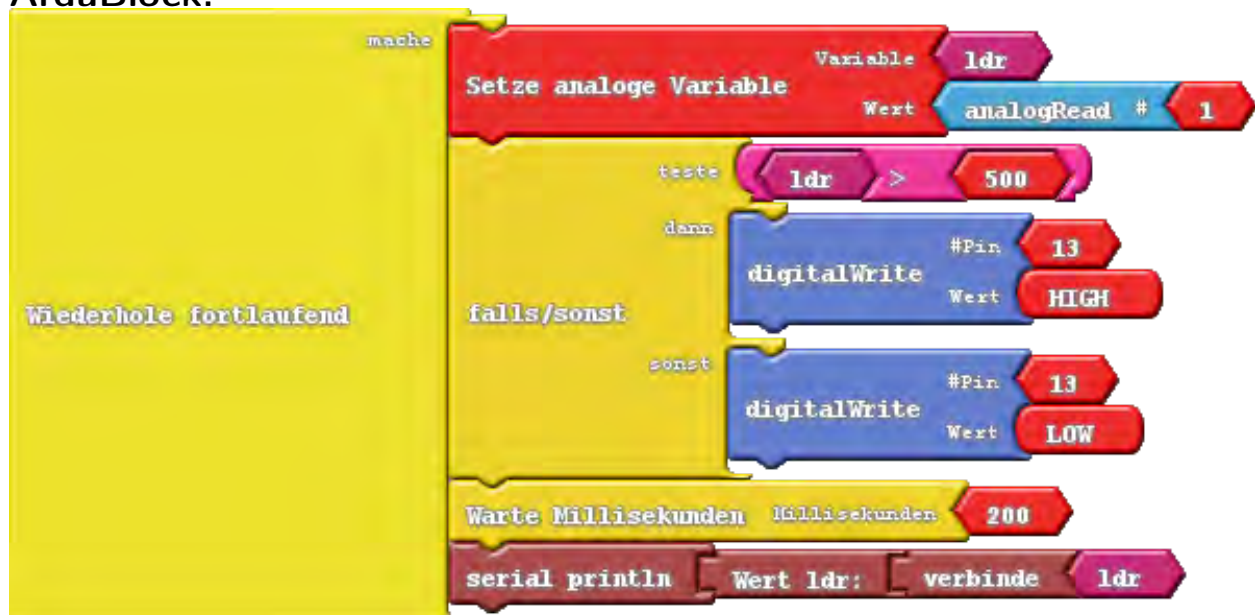 ArduBlock:
mache
Setze analoge Variable Variable ldr
Wert analogRead # 1
teste ldr > 500
dann
digitalWrite #Pin 13
Wert HIGH
Wiederhole fortlaufend
falls/sonst
sonst
digitalWrite #Pin 13
Wert LOW
Warte Millisekunden Millisekunden 200
serial println Wert ldr: verbinde ldr